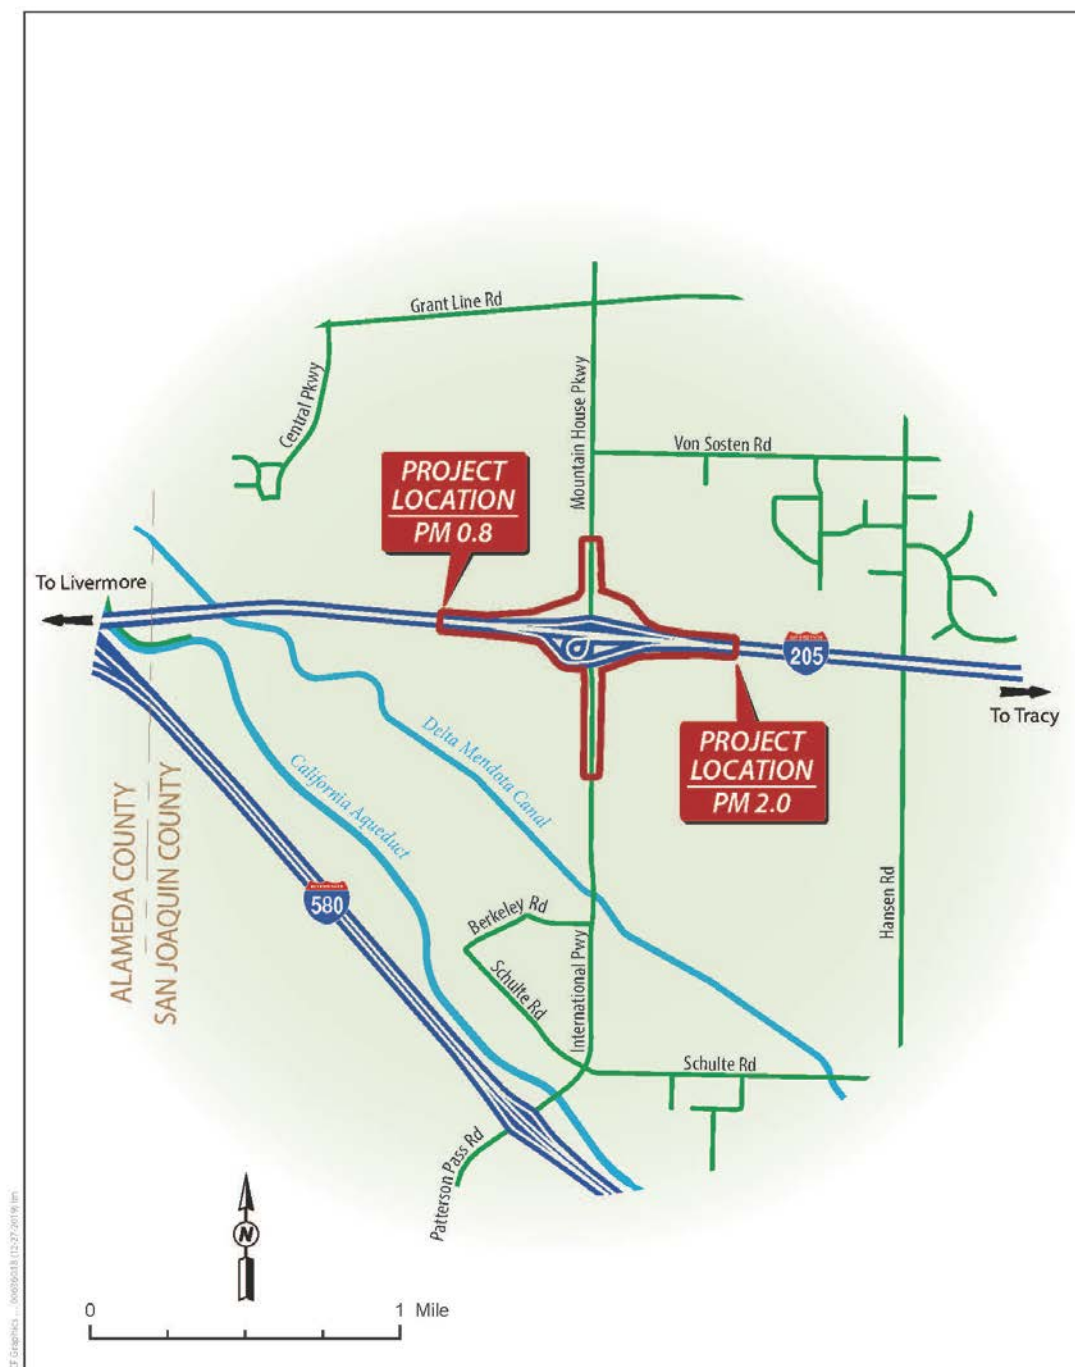 Grant Line Rd
Central Pkwy
Mountain House Pkwy
Von Sosten Rd
PROJECT
LOCATION
PM 0.8
To Livermore
205
To Tracy
PROJECT
LOCATION
PM 2.0
Delta Mendota Canal
California Aqueduct
ALAMEDA COUNTY
SAN JOAQUIN COUNTY
580
Hansen Rd
Berkeley Rd
Schulte Rd
International Pwy
Schulte Rd
Patterson Pass Rd
N
0
1 Mile